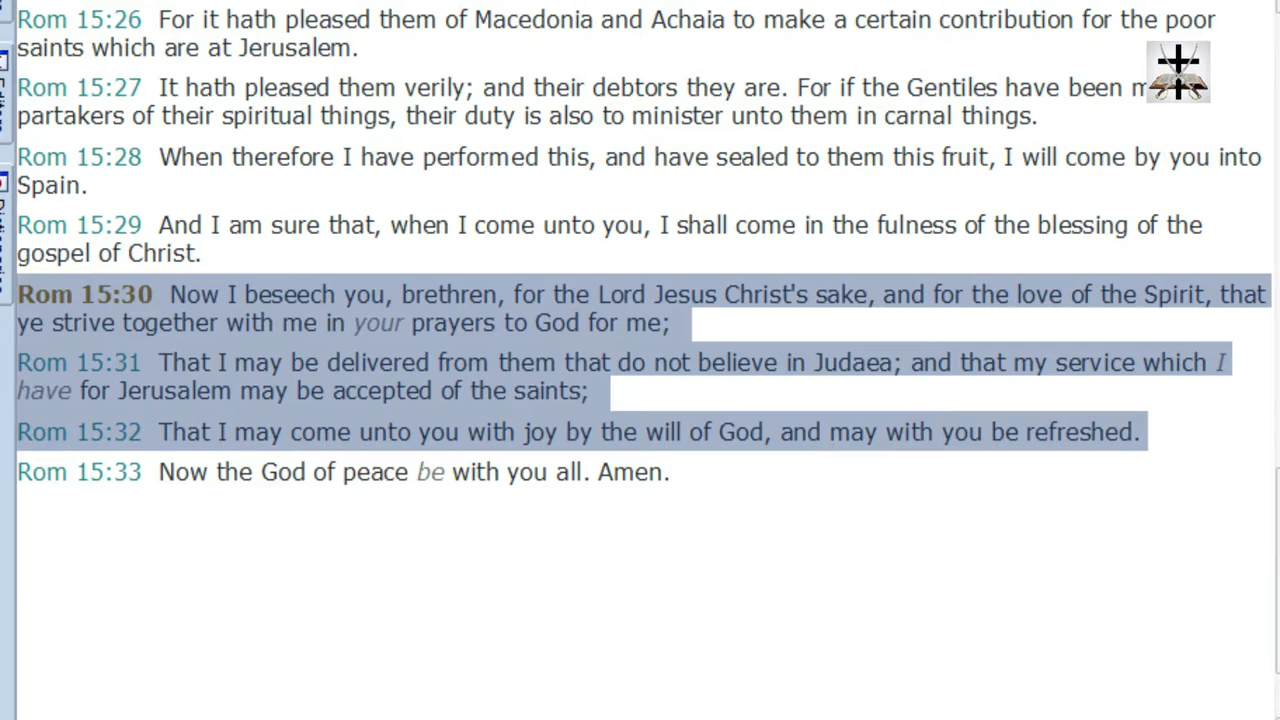 Rom 15:26 For it hath pleased them of Macedonia and Achaia to make a certain contribution for the poor
saints which are at Jerusalem.
Rom 15:27 It hath pleased them verily; and their debtors they are. For if the Gentiles have been
partakers of their spiritual things, their duty is also to minister unto them in carnal things.
Rom 15:28 When therefore I have performed this, and have sealed to them this fruit, I will come by you into
Spain.
Rom 15:29 And I am sure that, when I come unto you, I shall come in the fulness of the blessing of the
gospel of Christ.
Rom 15:30 Now I beseech you, brethren, for the Lord Jesus Christ's sake, and for the love of the Spirit, that
ye strive together with me in your prayers to God for me;
Rom 15:31 That I may be delivered from them that do not believe in Judaea; and that my service which I
have for Jerusalem may be accepted of the saints;
Rom 15:32 That I may come unto you with joy by the will of God, and may with you be refreshed.
Rom 15:33 Now the God of peace be with you all. Amen.